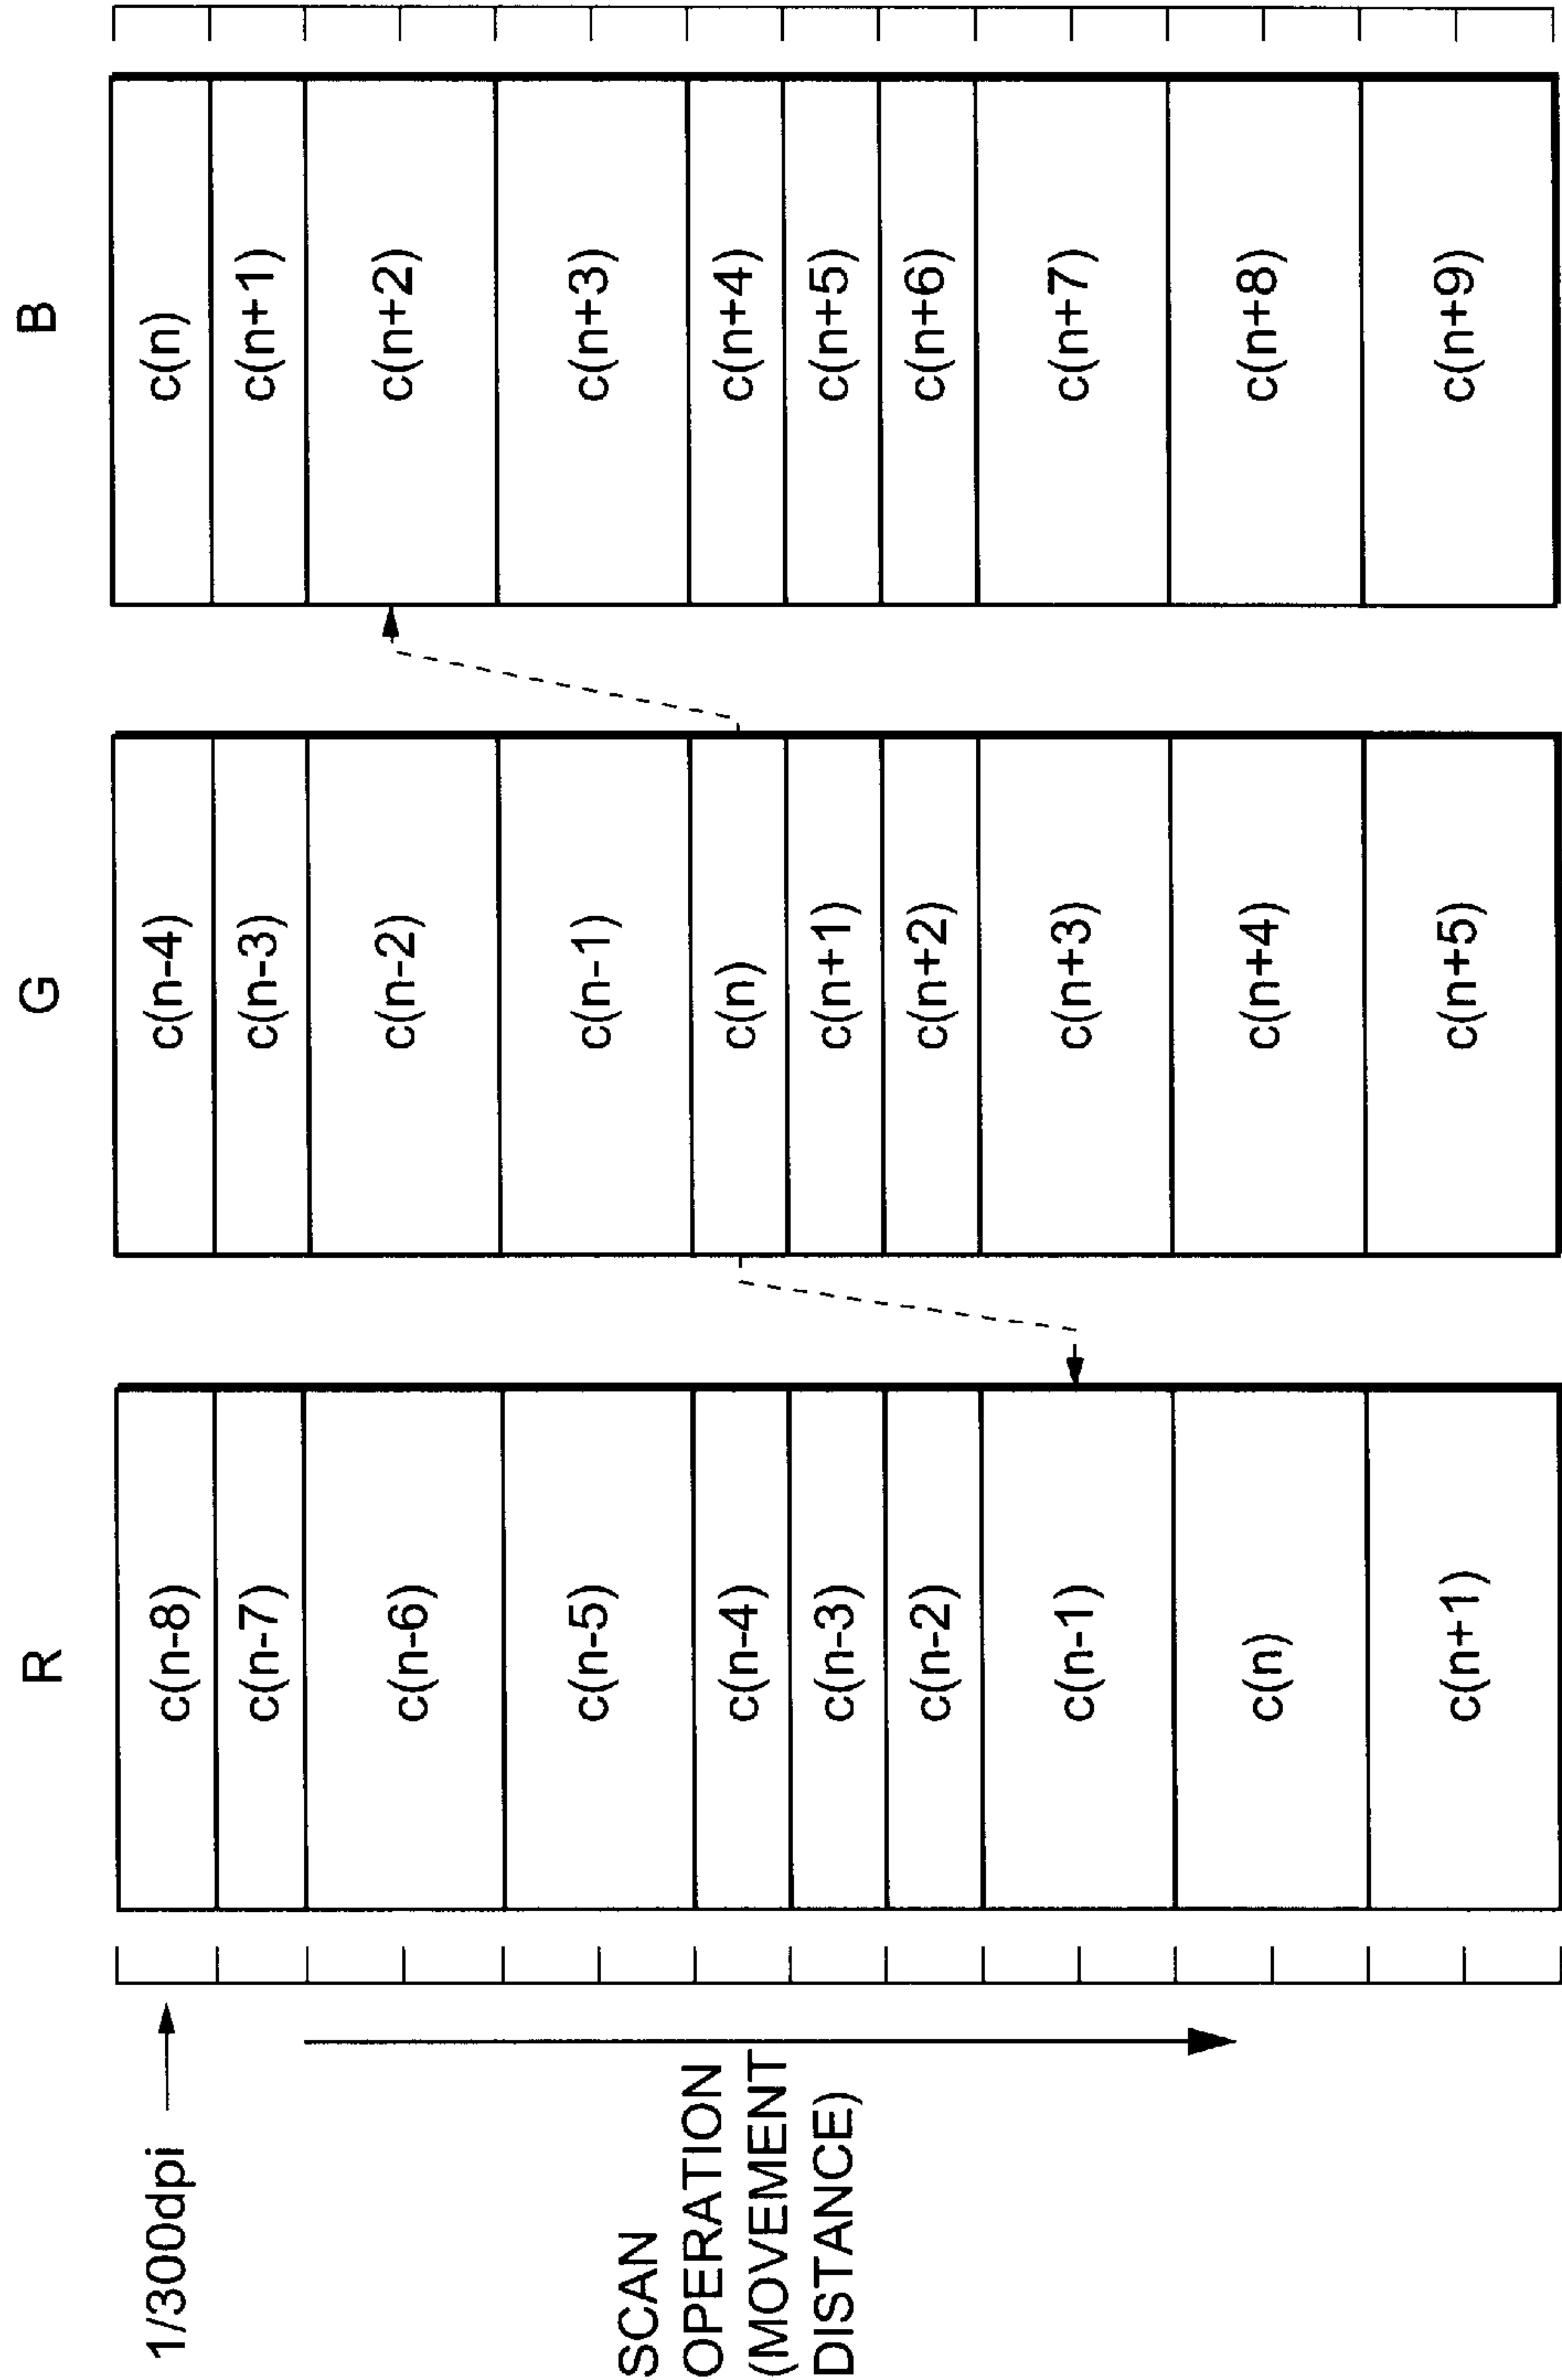 R
G
B
1/300dpi
SCAN
OPERATION
(MOVEMENT
DISTANCE)
c(n-8)
c(n-7)
c(n-6)
c(n-5)
c(n-4)
c(n-3)
c(n-2)
c(n-1)
c(n)
c(n+1)
c(n-4)
c(n-3)
c(n-2)
c(n-1)
c(n)
c(n+1)
c(n+2)
c(n+3)
c(n+4)
c(n+5)
c(n)
c(n+1)
c(n+2)
c(n+3)
c(n+4)
c(n+5)
c(n+6)
c(n+7)
c(n+8)
c(n+9)